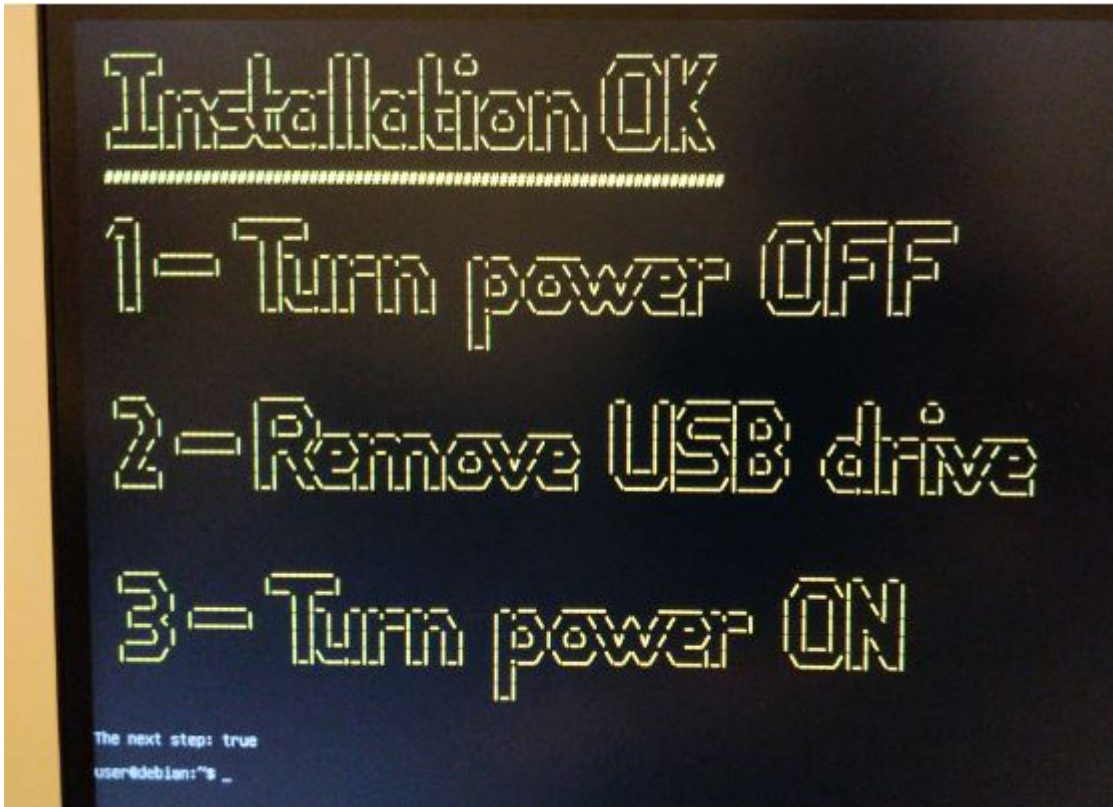 Installation OK
############################################################
1- Turn power OFF
2- Remove USB drive
3- Turn power ON
The next step: true
user@debian:~$ _